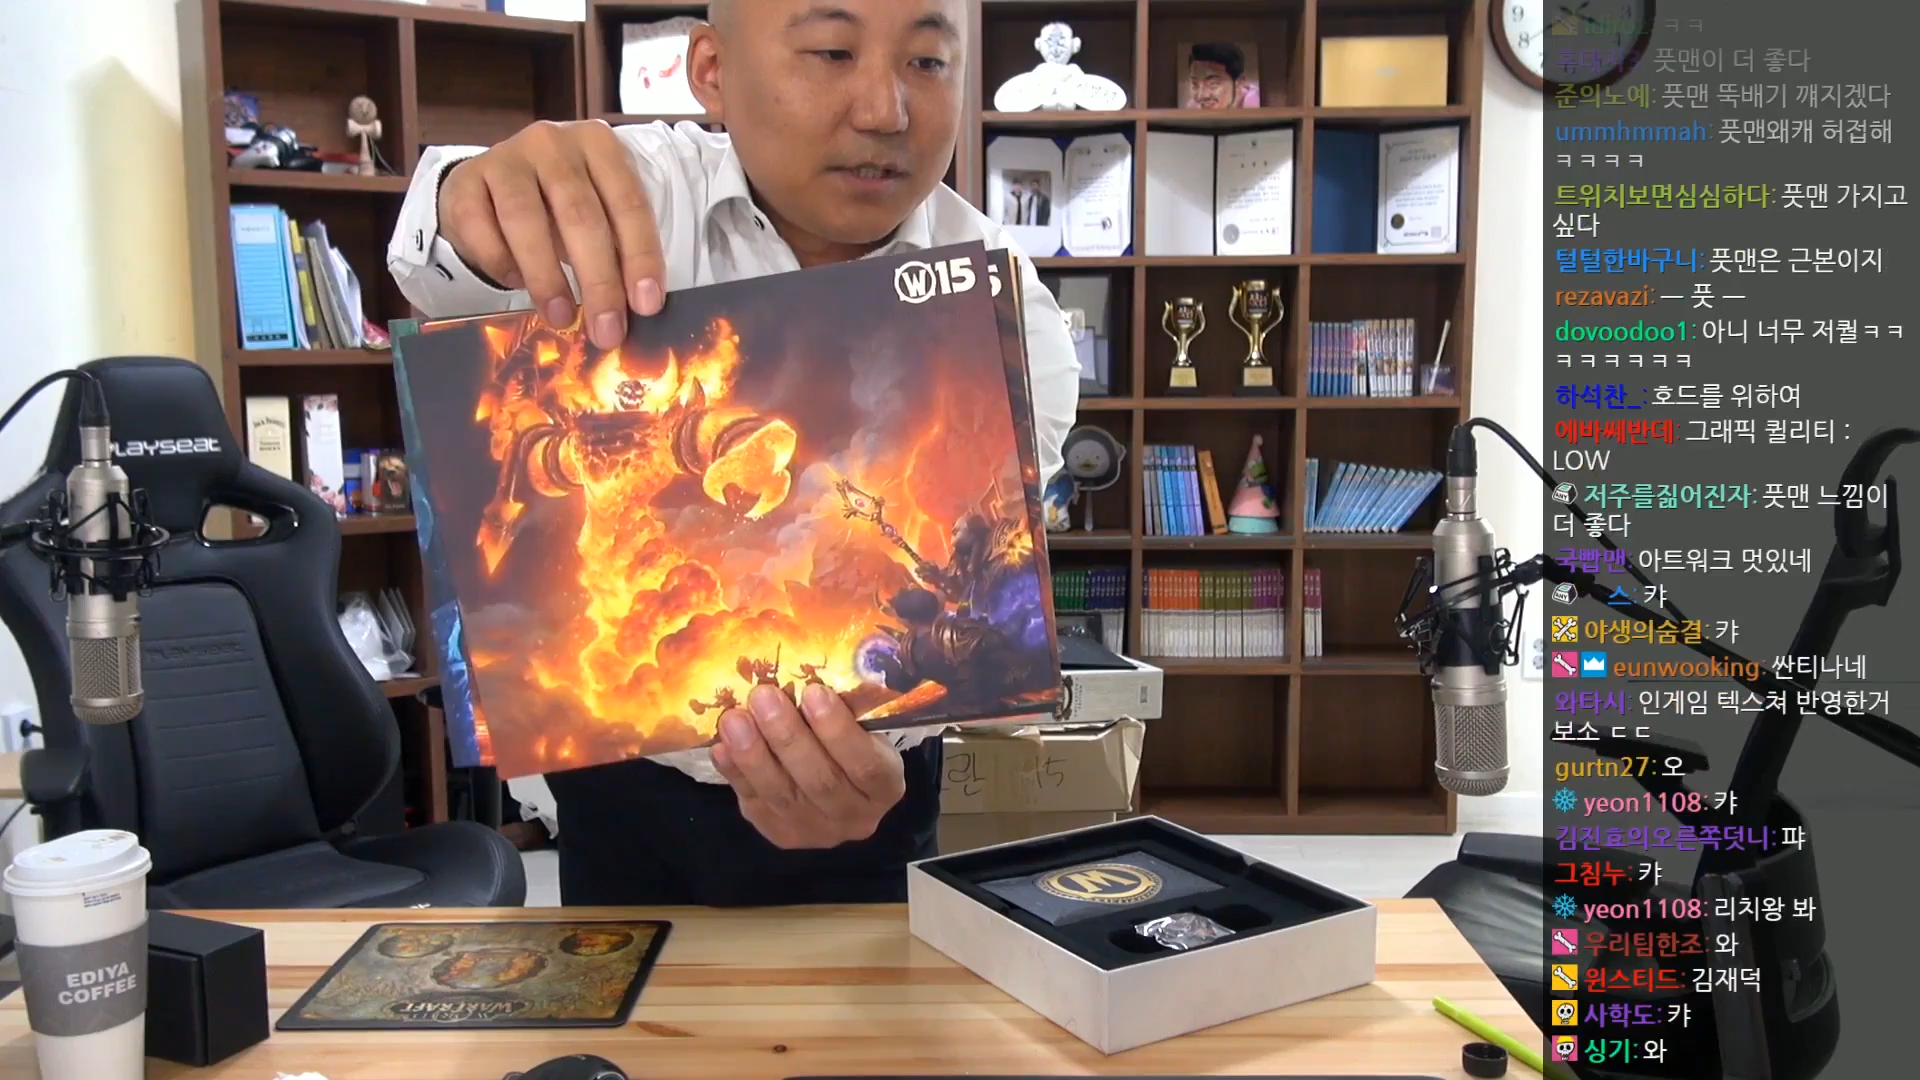 ㅋㅋ
풋맨이 더 좋다
준의노예: 풋맨 뚝배기 깨지겠다
ummhmmah: 풋맨왜캐 허접해
ㅋㅋㅋㅋ
트위치보면심심하다: 풋맨 가지고
싶다
털털한바구니: 풋맨은 근본이지
rezavazi: ㅡ 풋 ㅡ
dovoodoo1: 아니 너무 저퀄ㅋㅋ
ㅋㅋㅋㅋㅋㅋ
하석찬_: 호드를 위하여
에바쎄반데: 그래픽 퀄리티 :
LOW
저주를짊어진자: 풋맨 느낌이
더 좋다
국빱맨: 아트워크 멋있네
스: 캬
야생의숨결: 캬
eunwooking: 싼티나네
와타시: 인게임 텍스쳐 반영한거
보소 ㄷㄷ
gurtn27: 오
yeon1108: 캬
김진효의오른쪽덧니: 퍄
그침누: 캬
yeon1108: 리치왕 봐
우리팀한조: 와
윈스티드: 김재덕
사학도: 캬
싱기: 와
W15
5
PLAYSEAT
EDIYA
COFFEE
WARCRAFT
란 15